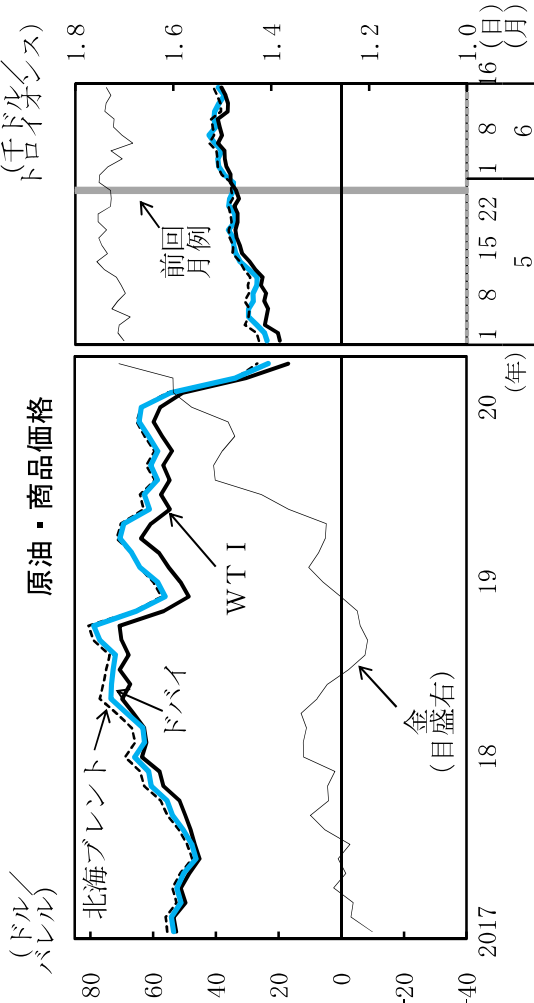 原油・商品価格
(ドル/
バレル)
(千ドル/
トロイオンス)
80
60
40
20
0
-20
-40
1.8
1.6
1.4
1.2
1.0
北海ブレント
ドバイ
WTI
金
(目盛右)
前回
月例
2017
18
19
20
(年)
1
8
15
22
1
8
16
(日)
5
6
(月)